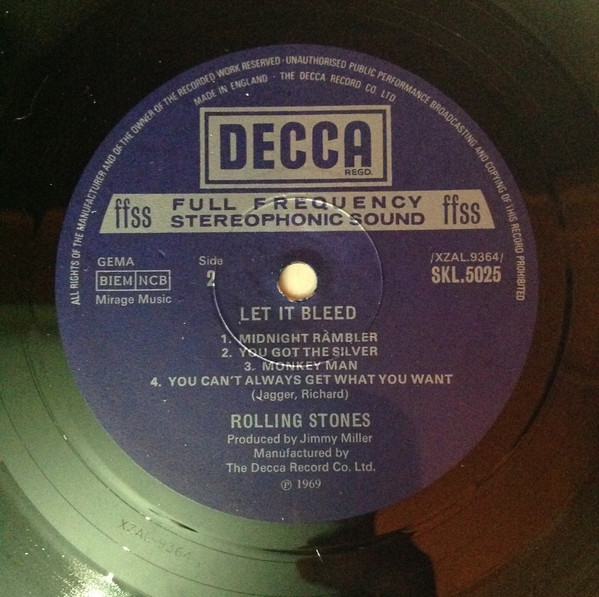 ALL RIGHTS OF THE MANUFACTURER AND OF THE OWNER OF THE RECORDED WORK RESERVED · UNAUTHORISED PUBLIC PERFORMANCE BROADCASTING AND COPYING OF THIS RECORD PROHIBITED
MADE IN ENGLAND · THE DECCA RECORD CO. LTD
DECCA
REGD.
ffss FULL FREQUENCY STEREOPHONIC SOUND ffss
GEMA
BIEM NCB
Mirage Music
Side
2
/XZAL.9364/
SKL.5025
LET IT BLEED
1. MIDNIGHT RAMBLER
2. YOU GOT THE SILVER
3. MONKEY MAN
4. YOU CAN'T ALWAYS GET WHAT YOU WANT
(Jagger, Richard)
ROLLING STONES
Produced by Jimmy Miller
Manufactured by
The Decca Record Co. Ltd.
℗ 1969